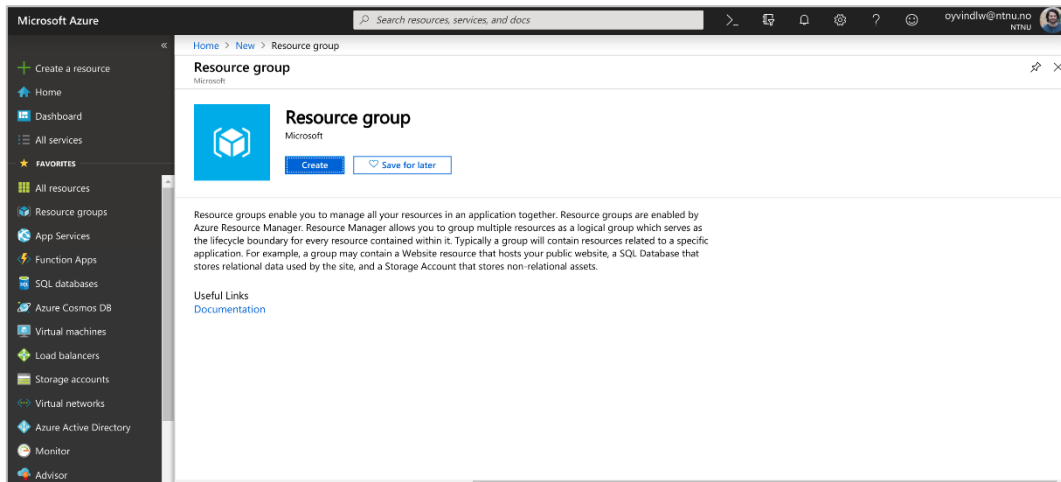 Microsoft Azure
Search resources, services, and docs
oyvindlw@ntnu.no
NTNU
Create a resource
Home
Dashboard
All services
FAVORITES
All resources
Resource groups
App Services
Function Apps
SQL databases
Azure Cosmos DB
Virtual machines
Load balancers
Storage accounts
Virtual networks
Azure Active Directory
Monitor
Advisor
Home > New > Resource group
Resource group
Microsoft
Resource group
Microsoft
Create
Save for later
Resource groups enable you to manage all your resources in an application together. Resource groups are enabled by
Azure Resource Manager. Resource Manager allows you to group multiple resources as a logical group which serves as
the lifecycle boundary for every resource contained within it. Typically a group will contain resources related to a specific
application. For example, a group may contain a Website resource that hosts your public website, a SQL Database that
stores relational data used by the site, and a Storage Account that stores non-relational assets.
Useful Links
Documentation